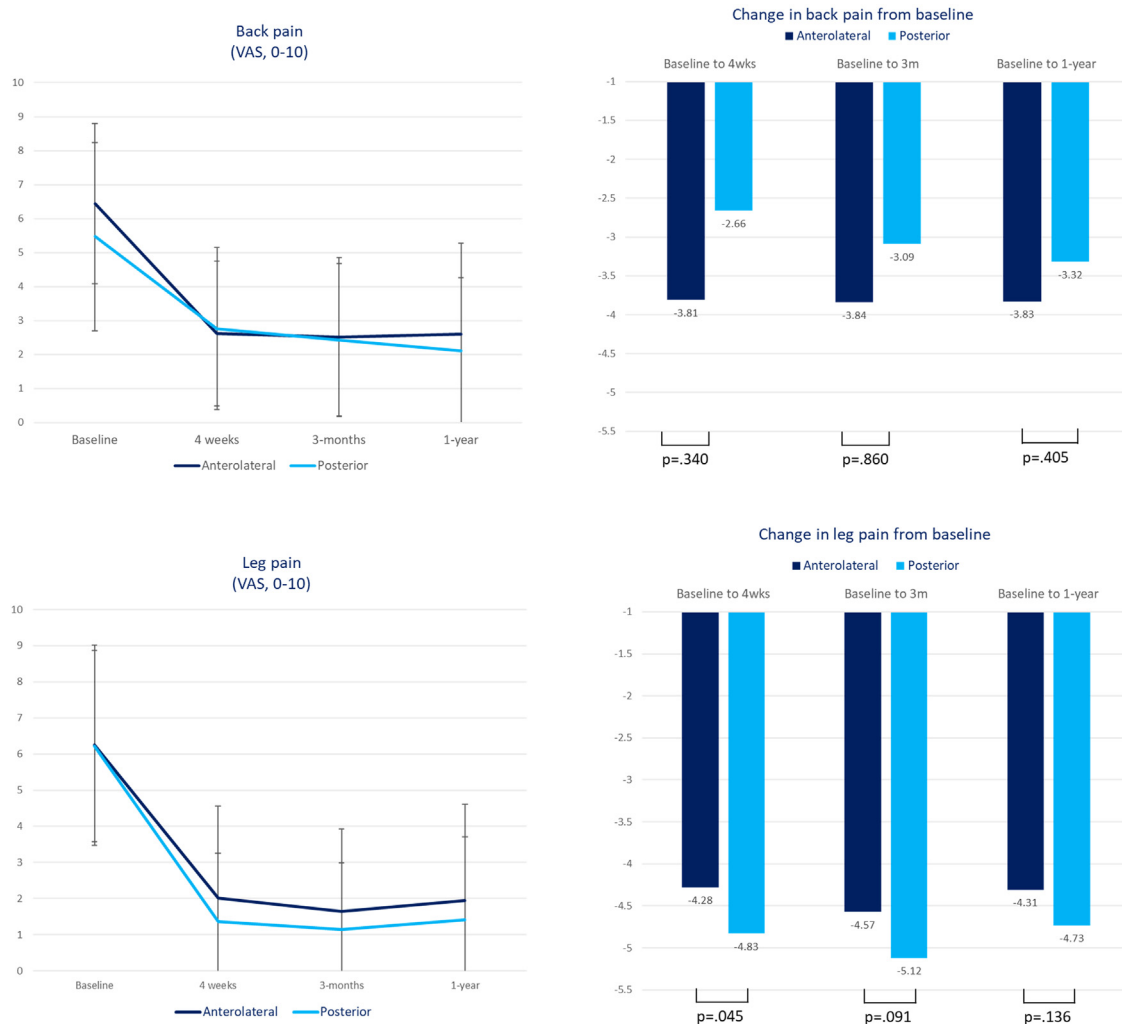 Back pain
(VAS, 0-10)
10
9
8
7
6
5
4
3
2
1
0
Baseline 4 weeks 3-months 1-year
Anterolateral Posterior
Change in back pain from baseline
Anterolateral Posterior
Baseline to 4wks Baseline to 3m Baseline to 1-year
-1
-1.5
-2
-2.5
-3
-3.5
-4
-4.5
-5
-5.5
-3.81 -2.66 -3.84 -3.09 -3.83 -3.32
p=.340 p=.860 p=.405
Leg pain
(VAS, 0-10)
10
9
8
7
6
5
4
3
2
1
0
Baseline 4 weeks 3-months 1-year
Anterolateral Posterior
Change in leg pain from baseline
Anterolateral Posterior
Baseline to 4wks Baseline to 3m Baseline to 1-year
-1
-1.5
-2
-2.5
-3
-3.5
-4
-4.5
-5
-5.5
-4.28 -4.83 -4.57 -5.12 -4.31 -4.73
p=.045 p=.091 p=.136